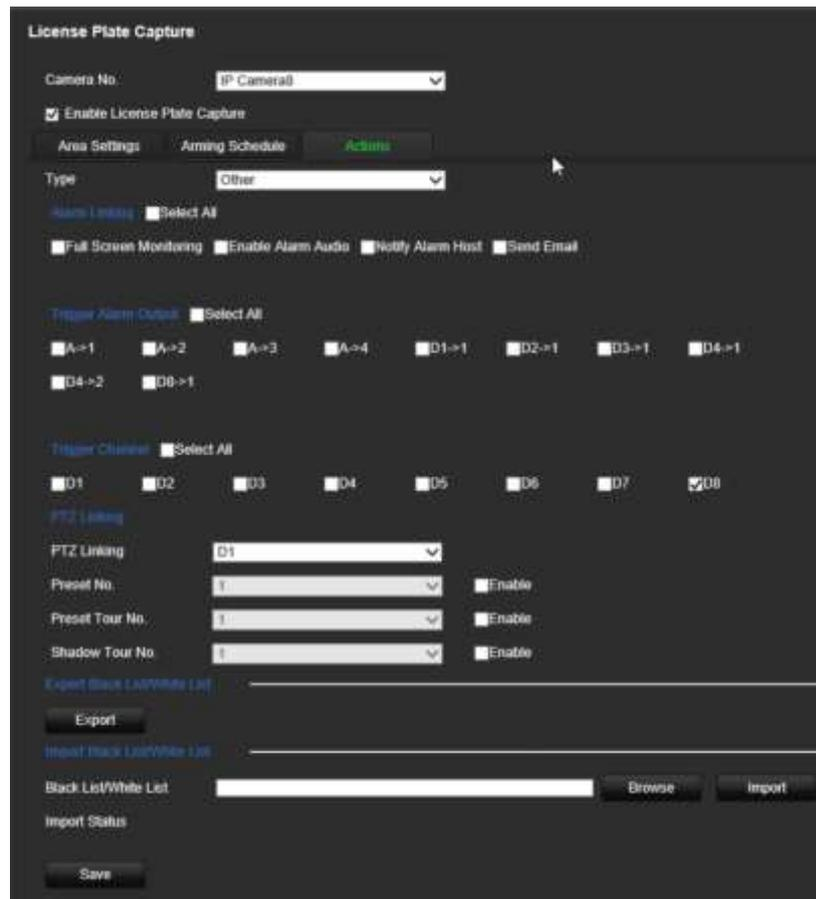 License Plate Capture
Camera No. IP Camera8
Enable License Plate Capture
Area Settings Arming Schedule Actions
Type Other
Alarm Linking Select All
Full Screen Monitoring Enable Alarm Audio Notify Alarm Host Send Email
Trigger Alarm Output Select All
A->1 A->2 A->3 A->4 D1->1 D2->1 D3->1 D4->1
D4->2 D8->1
Trigger Channel Select All
D1 D2 D3 D4 D5 D6 D7 D8
PTZ Linking
PTZ Linking D1
Preset No. 1 Enable
Preset Tour No. 1 Enable
Shadow Tour No. 1 Enable
Export Black List/White List
Export
Import Black List/White List
Black List/White List Browse Import
Import Status
Save